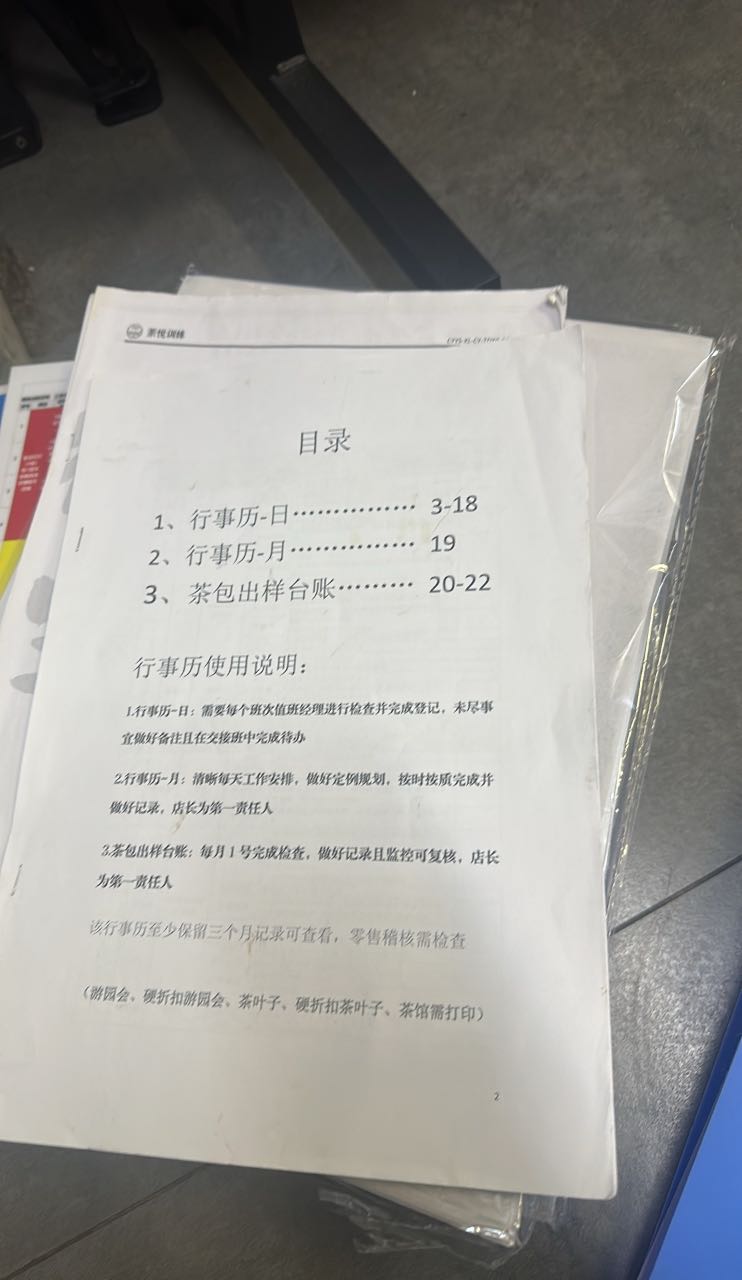 茶悦训练
目录
1、行事历-日…………… 3-18
2、行事历-月…………… 19
3、茶包出样台账……… 20-22
行事历使用说明：
1.行事历-日：需要每个班次值班经理进行检查并完成登记，未尽事
宜做好备注且在交接班中完成待办
2.行事历-月：清晰每天工作安排，做好定例规划，按时按质完成并
做好记录，店长为第一责任人
3.茶包出样台账：每月1号完成检查，做好记录且监控可复核，店长
为第一责任人
该行事历至少保留三个月记录可查看，零售稽核需检查
（游园会、硬折扣游园会、茶叶子、硬折扣茶叶子、茶馆需打印）
2